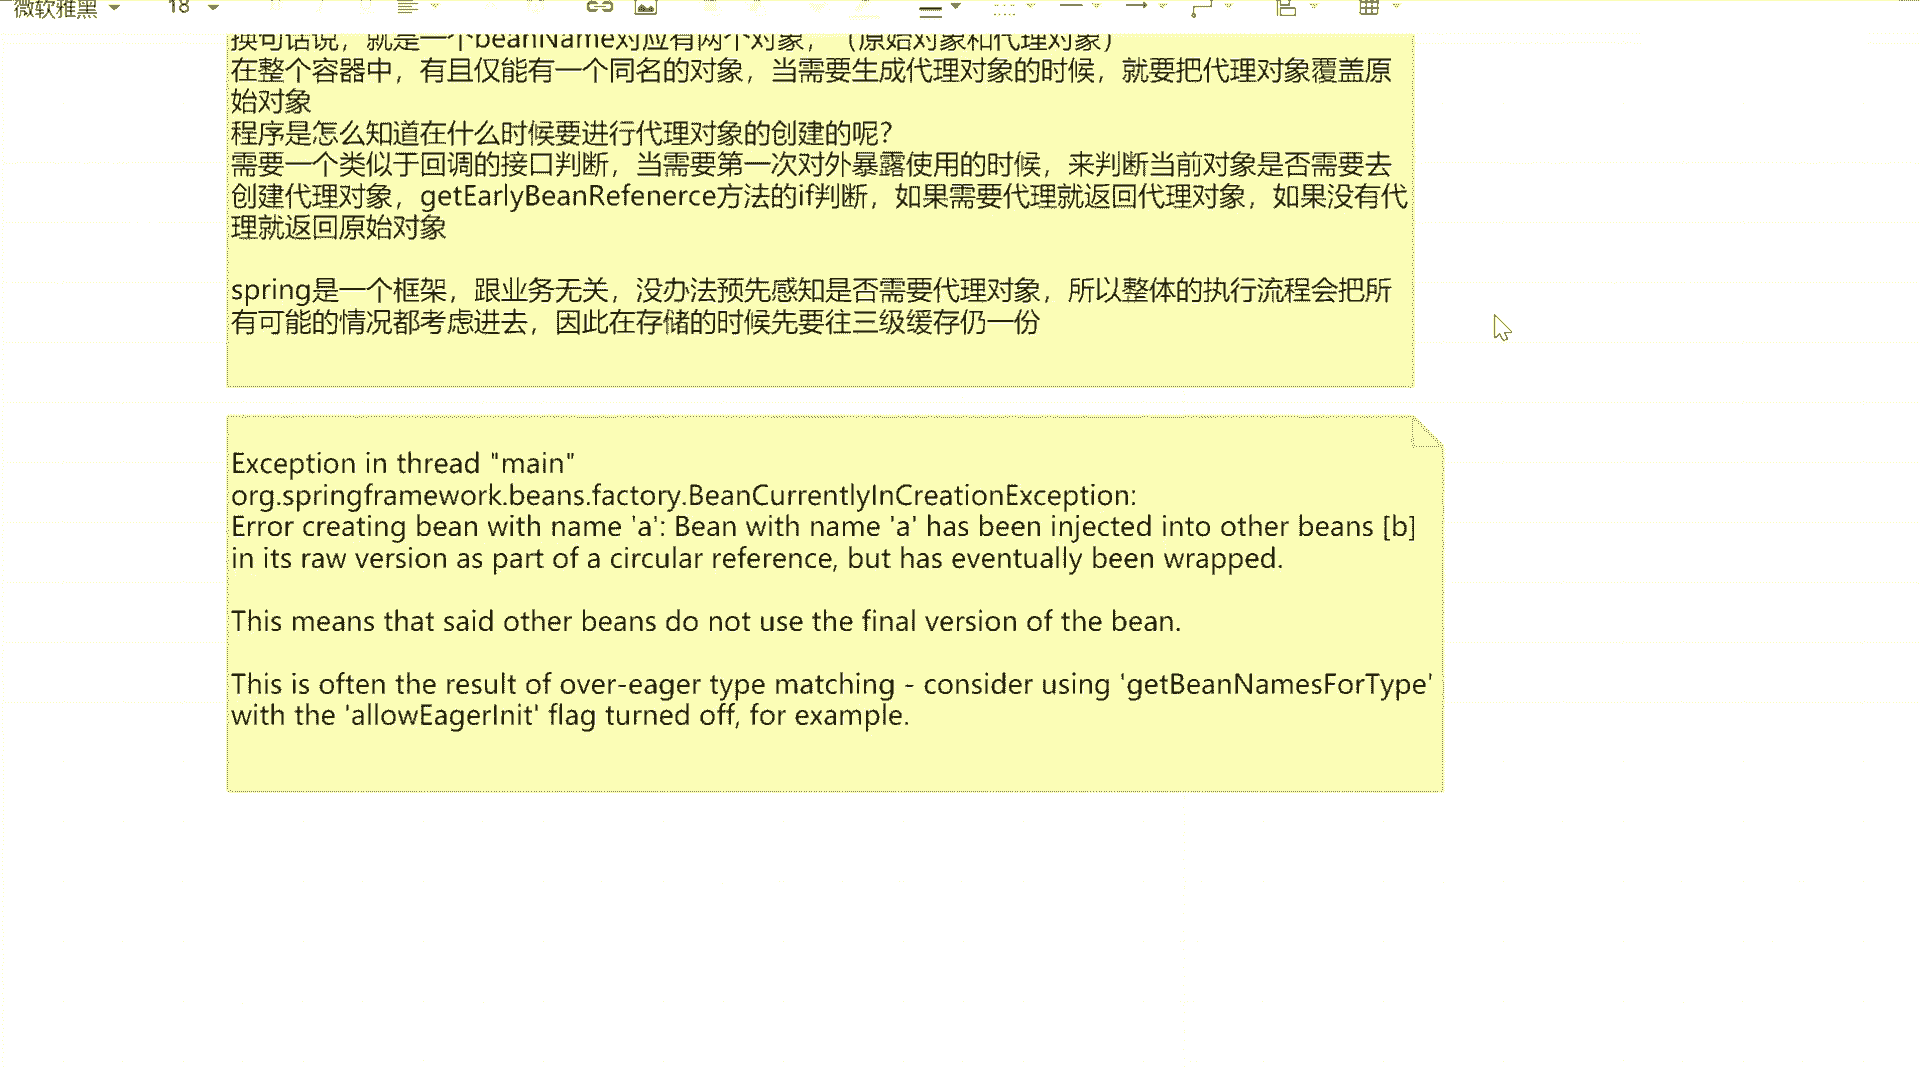 微软雅黑 18
换句话说，就是一个beanName对应有两个对象，（原始对象和代理对象）
在整个容器中，有且仅能有一个同名的对象，当需要生成代理对象的时候，就要把代理对象覆盖原
始对象
程序是怎么知道在什么时候要进行代理对象的创建的呢？
需要一个类似于回调的接口判断，当需要第一次对外暴露使用的时候，来判断当前对象是否需要去
创建代理对象，getEarlyBeanRefenerce方法的if判断，如果需要代理就返回代理对象，如果没有代
理就返回原始对象
spring是一个框架，跟业务无关，没办法预先感知是否需要代理对象，所以整体的执行流程会把所
有可能的情况都考虑进去，因此在存储的时候先要往三级缓存仍一份
Exception in thread "main"
org.springframework.beans.factory.BeanCurrentlyInCreationException:
Error creating bean with name 'a': Bean with name 'a' has been injected into other beans [b]
in its raw version as part of a circular reference, but has eventually been wrapped.
This means that said other beans do not use the final version of the bean.
This is often the result of over-eager type matching - consider using 'getBeanNamesForType'
with the 'allowEagerInit' flag turned off, for example.